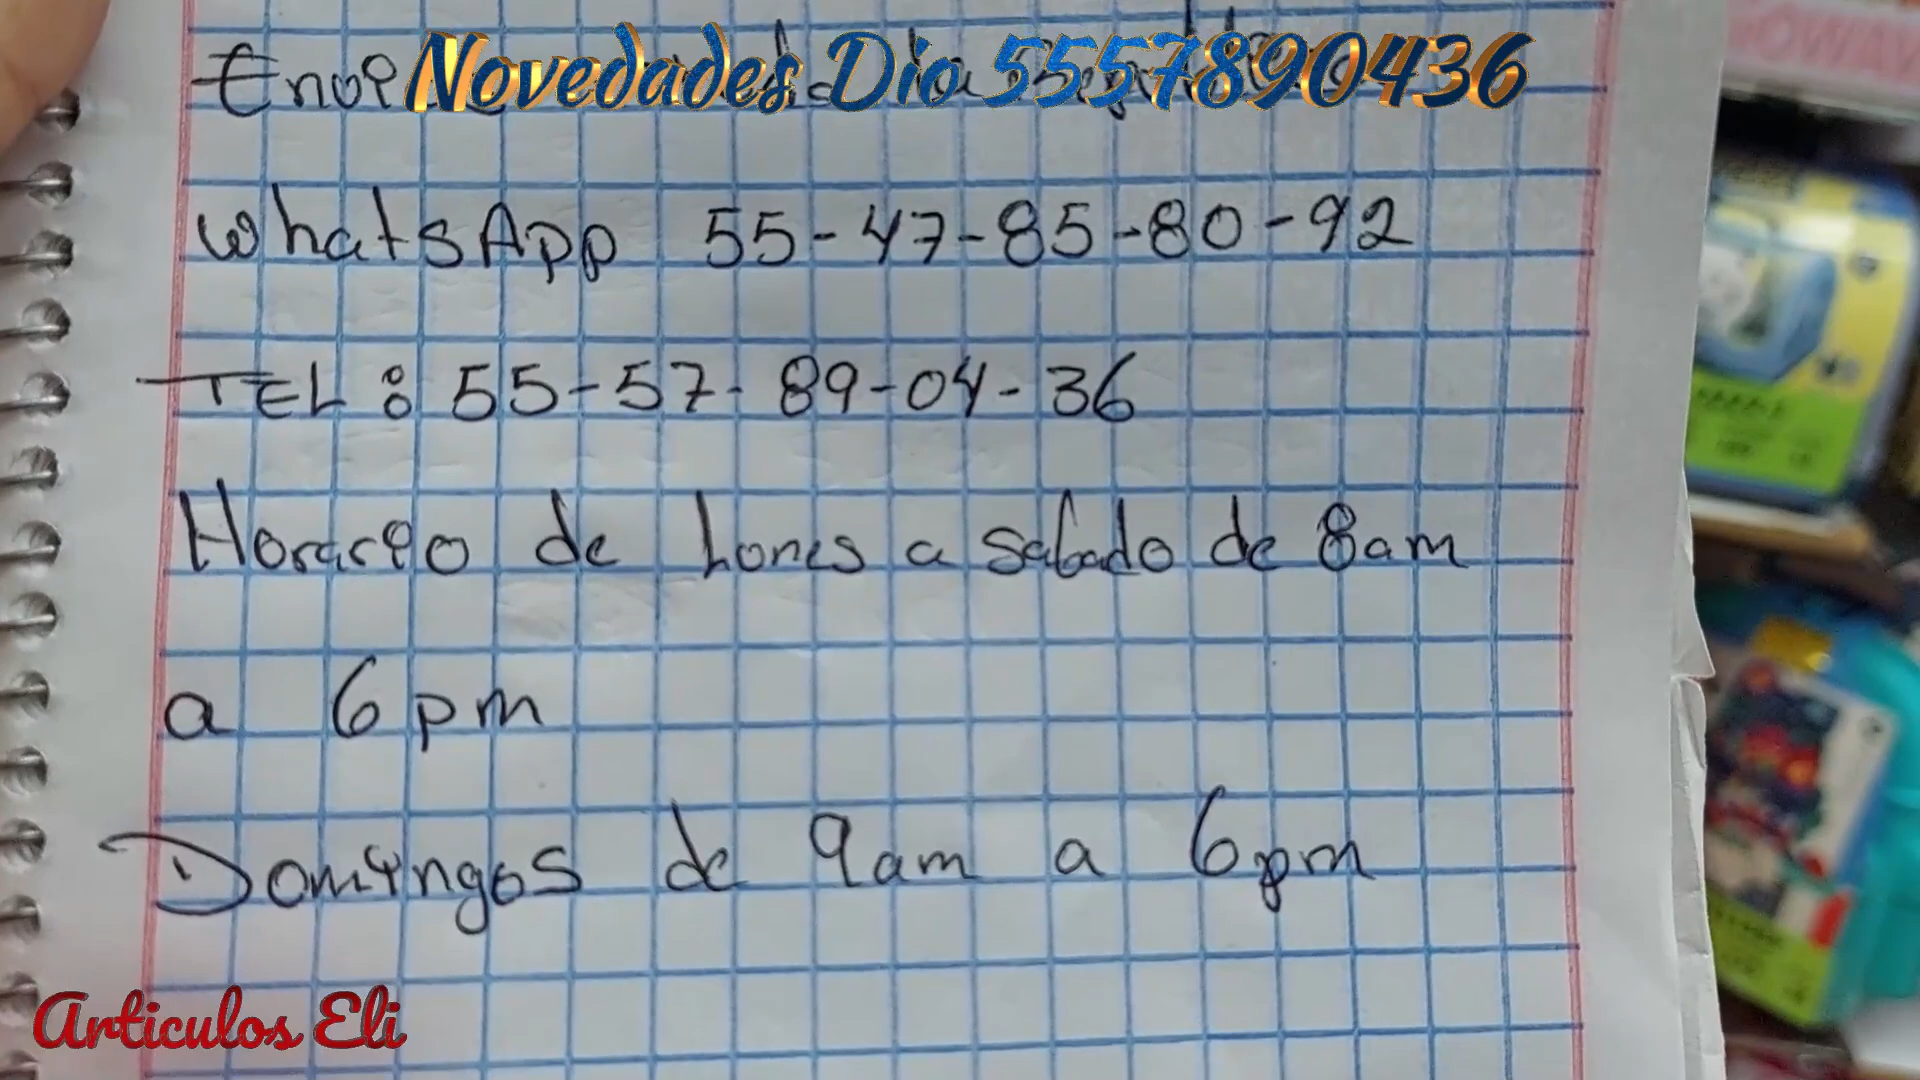 Novedades Dio 5557890436
WhatsApp 55-47-85-80-92
TEL: 55-57-89-04-36
Horario de Lunes a Sabado de 8am
a 6pm
Domingos de 9am a 6pm
Articulos Eli